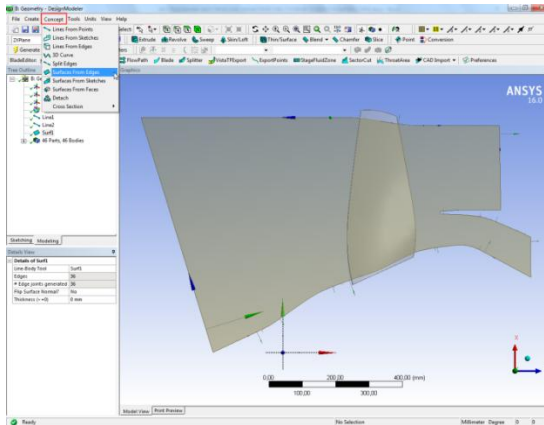 B: Geometry - DesignModeler
File Create Concept Tools Units View Help
Lines From Points
Lines From Sketches
Lines From Edges
3D Curve
Split Edges
Surfaces From Edges
Surfaces From Sketches
Surfaces From Faces
Detach
Cross Section
ZXPlane
Generate
Extrude Revolve Sweep Skin/Loft Thin/Surface Blend Chamfer Slice Point Conversion
BladeEditor: FlowPath Blade Splitter VistaTFExport ExportPoints StageFluidZone SectorCut ThroatArea CAD Import Preferences
Tree Outline
Graphics
Line1
Line2
Surf1
46 Parts, 46 Bodies
ANSYS
16.0
Sketching Modeling
Details View
Details of Surf1
Line-Body Tool Surf1
Edges 36
Edge joints generated 36
Flip Surface Normal? No
Thickness (>=0) 0 mm
0,00 200,00 400,00 (mm)
100,00 300,00
Model View Print Preview
Ready No Selection Millimeter Degree 0 0